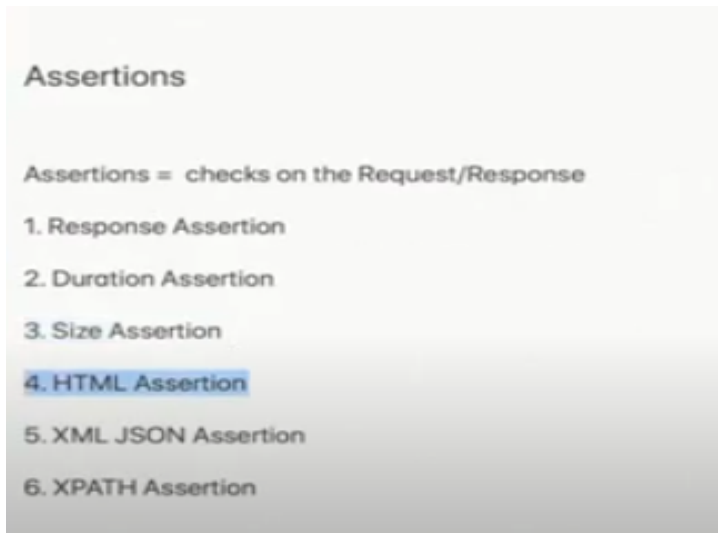 Assertions
Assertions = checks on the Request/Response
1. Response Assertion
2. Duration Assertion
3. Size Assertion
4. HTML Assertion
5. XML JSON Assertion
6. XPATH Assertion